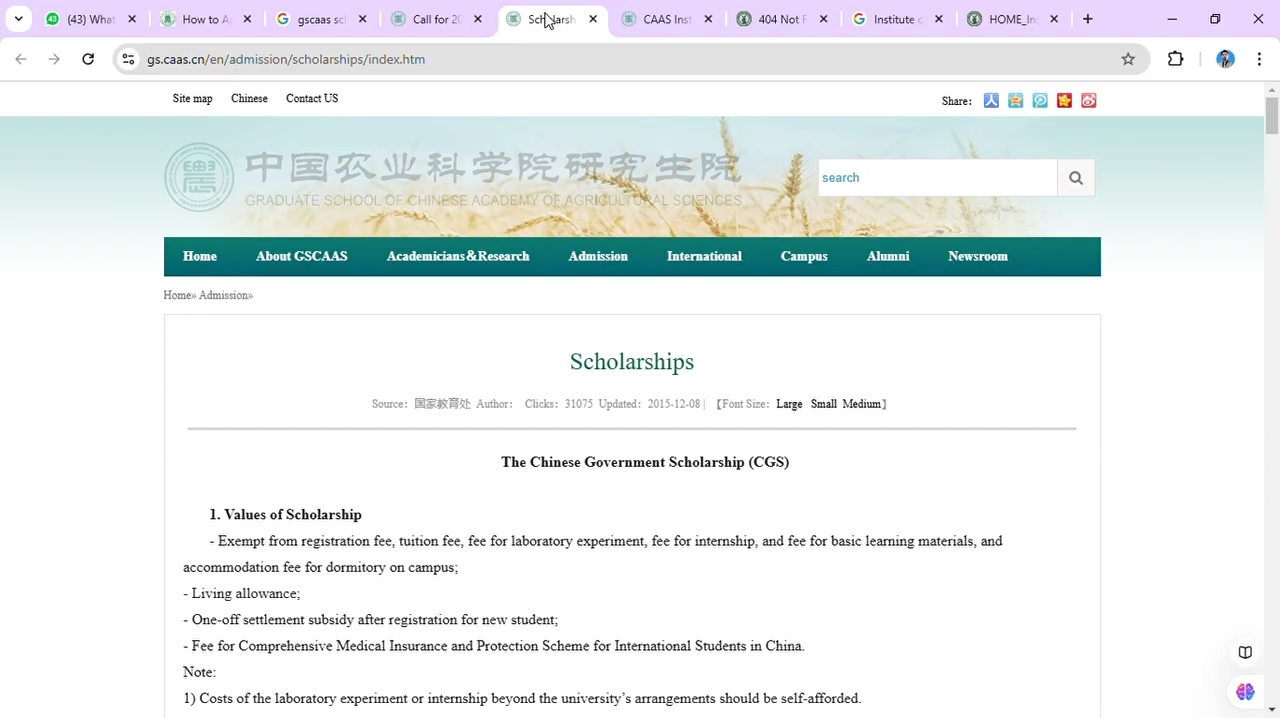 (43) What
How to A
gscaas sc
Call for 20
Scholarsh
CAAS Inst
404 Not F
Institute o
HOME_Ins
gs.caas.cn/en/admission/scholarships/index.htm
Site map Chinese Contact US Share:
中国农业科学院研究生院
GRADUATE SCHOOL OF CHINESE ACADEMY OF AGRICULTURAL SCIENCES
search
Home About GSCAAS Academicians&Research Admission International Campus Alumni Newsroom
Home» Admission»
Scholarships
Source: 国家教育处 Author: Clicks: 31075 Updated: 2015-12-08 | 【Font Size: Large Small Medium】
The Chinese Government Scholarship (CGS)
1. Values of Scholarship
- Exempt from registration fee, tuition fee, fee for laboratory experiment, fee for internship, and fee for basic learning materials, and
accommodation fee for dormitory on campus;
- Living allowance;
- One-off settlement subsidy after registration for new student;
- Fee for Comprehensive Medical Insurance and Protection Scheme for International Students in China.
Note:
1) Costs of the laboratory experiment or internship beyond the university’s arrangements should be self-afforded.